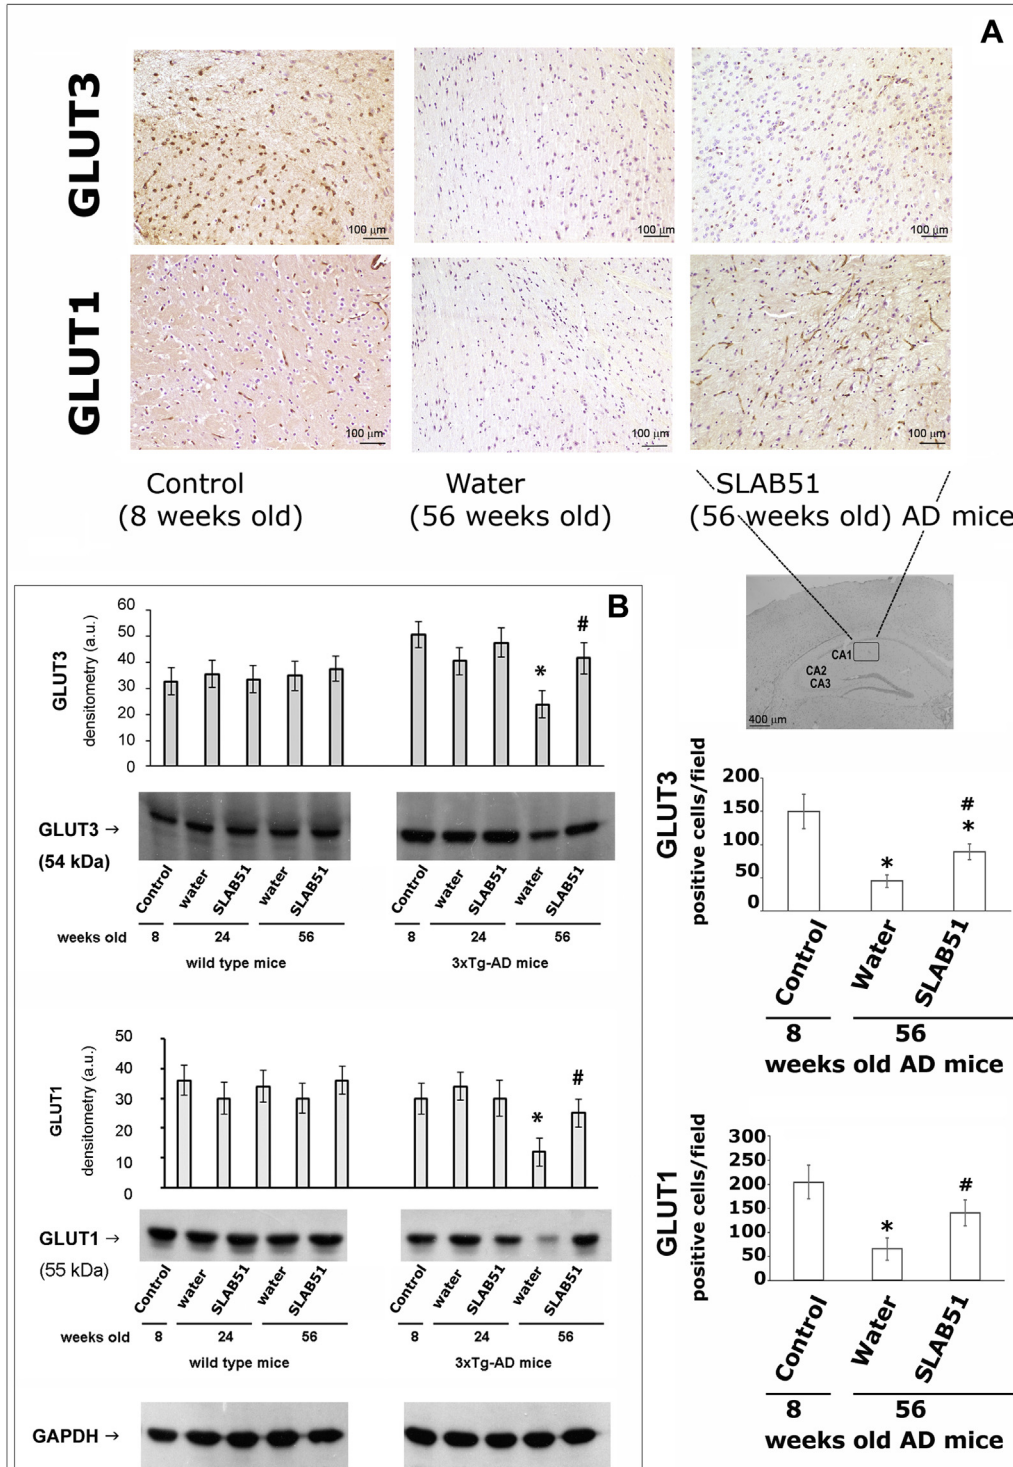 A
GLUT3
100 μm
100 μm
100 μm
GLUT1
100 μm
100 μm
100 μm
Control
(8 weeks old)
Water
(56 weeks old)
SLAB51
(56 weeks old) AD mice
CA1
CA2
CA3
400 μm
B
GLUT3
densitometry (a.u.)
60
50
40
30
20
10
0
*
#
GLUT3 →
(54 kDa)
Control water SLAB51 water SLAB51
Control water SLAB51 water SLAB51
weeks old 8 24 56 8 24 56
wild type mice 3xTg-AD mice
GLUT1
densitometry (a.u.)
50
40
30
20
10
0
*
#
GLUT1 →
(55 kDa)
Control water SLAB51 water SLAB51
Control water SLAB51 water SLAB51
weeks old 8 24 56 8 24 56
wild type mice 3xTg-AD mice
GAPDH →
GLUT3
positive cells/field
200
150
100
50
0
*
#
*
Control Water SLAB51
8 56
weeks old AD mice
GLUT1
positive cells/field
300
250
200
150
100
50
0
*
#
Control Water SLAB51
8 56
weeks old AD mice